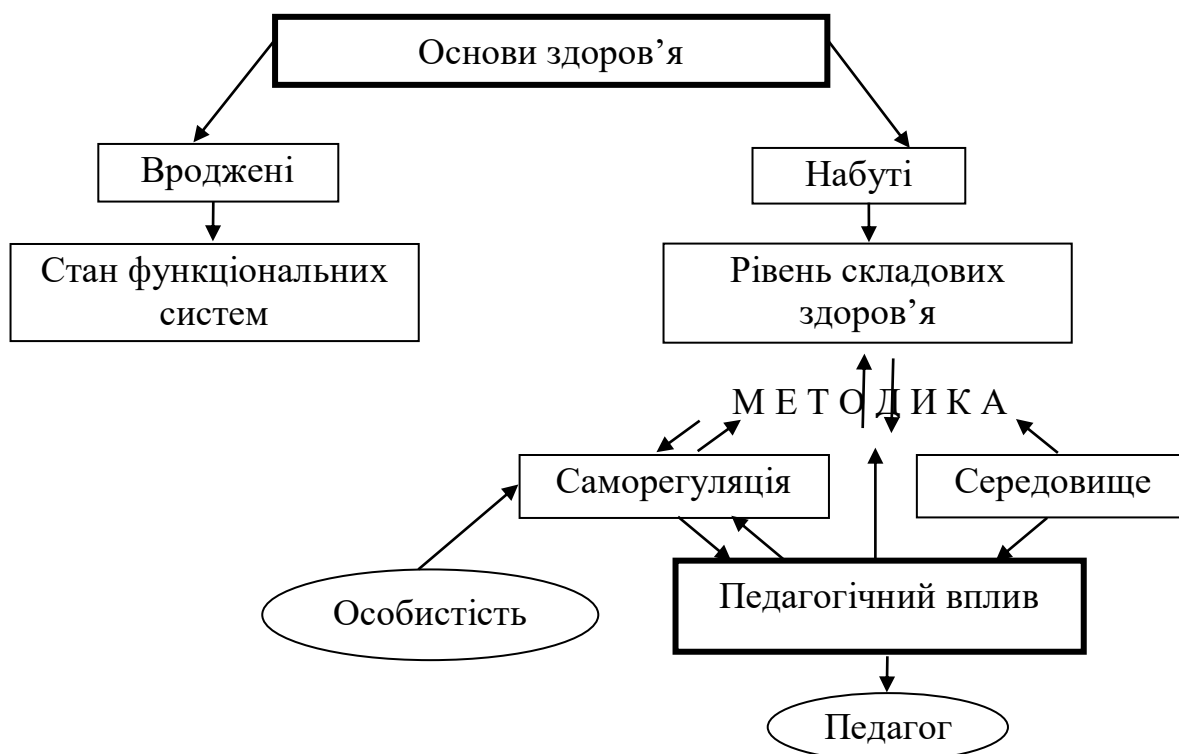 Основи здоров’я
Вроджені
Набуті
Стан функціональних
систем
Рівень складових
здоров’я
М Е Т О Д И К А
Саморегуляція
Середовище
Особистість
Педагогічний вплив
Педагог